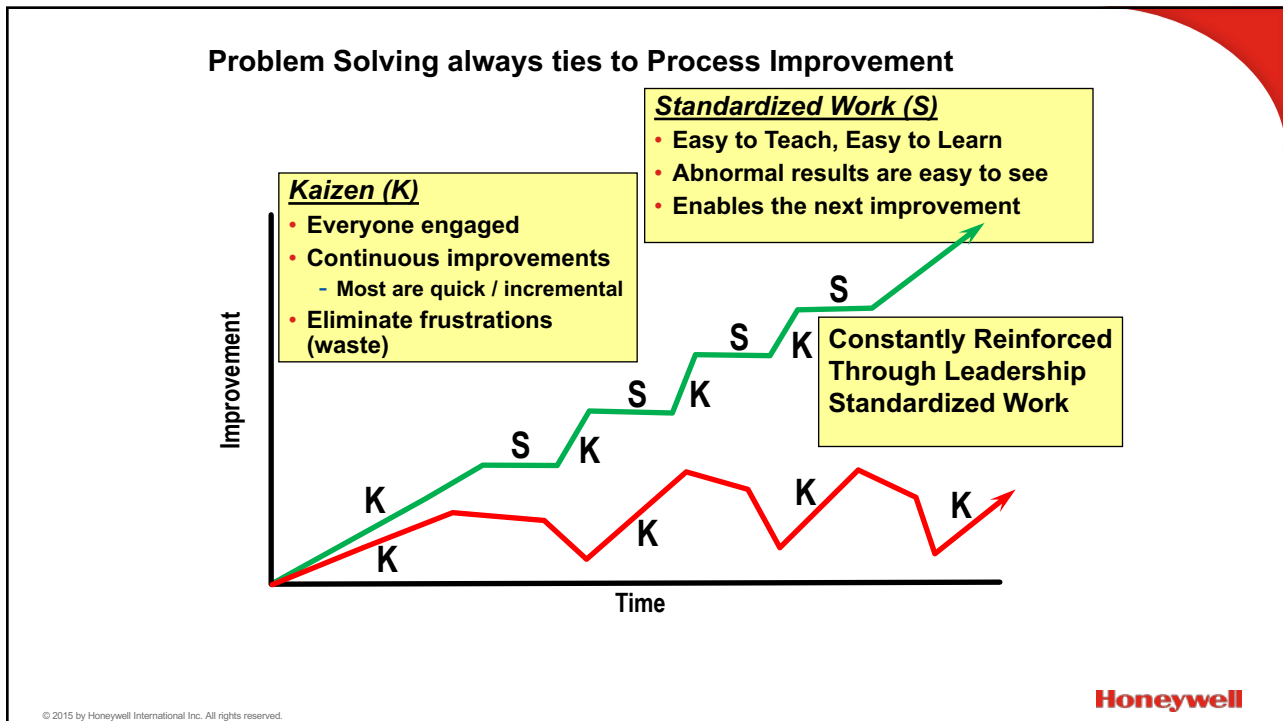 Problem Solving always ties to Process Improvement
Standardized Work (S)
• Easy to Teach, Easy to Learn
• Abnormal results are easy to see
• Enables the next improvement
Kaizen (K)
• Everyone engaged
• Continuous improvements
- Most are quick / incremental
• Eliminate frustrations
(waste)
Constantly Reinforced
Through Leadership
Standardized Work
Improvement
S
K
S
K
S
K
S
K
K
K
K
K
Time
© 2015 by Honeywell International Inc. All rights reserved.
Honeywell